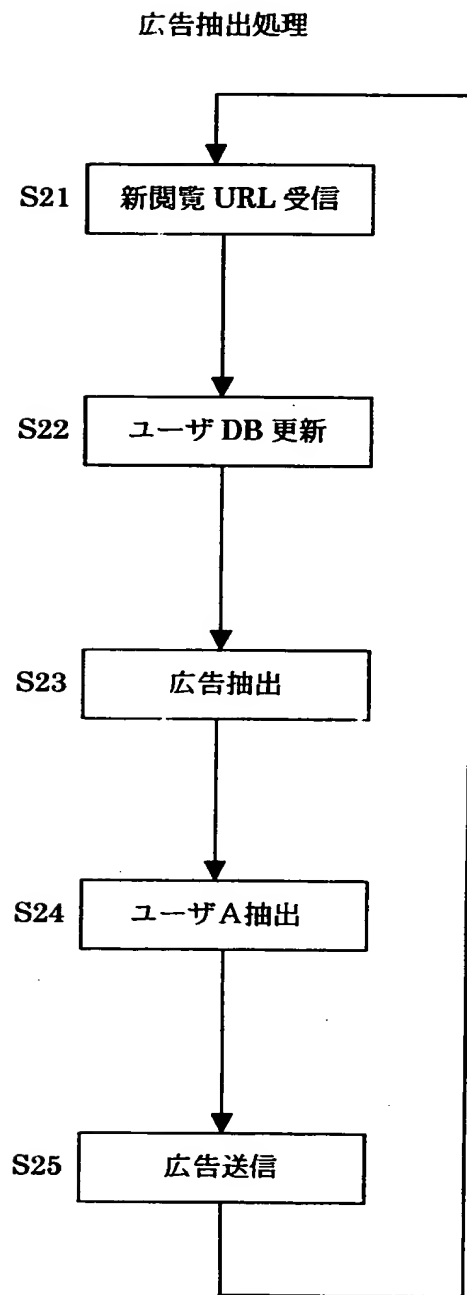 広告抽出処理
S21 新閲覧 URL 受信
S22 ユーザ DB 更新
S23 広告抽出
S24 ユーザA抽出
S25 広告送信